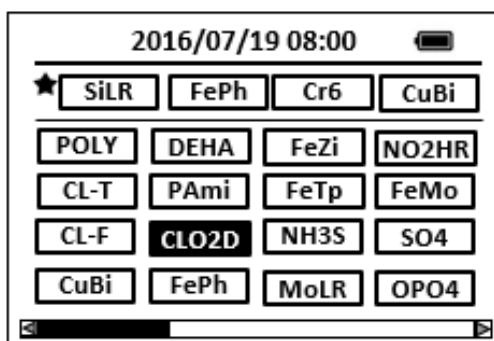 2016/07/19 08:00
SiLR FePh Cr6 CuBi
POLY DEHA FeZi NO2HR
CL-T PAmi FeTp FeMo
CL-F CLO2D NH3S SO4
CuBi FePh MoLR OPO4